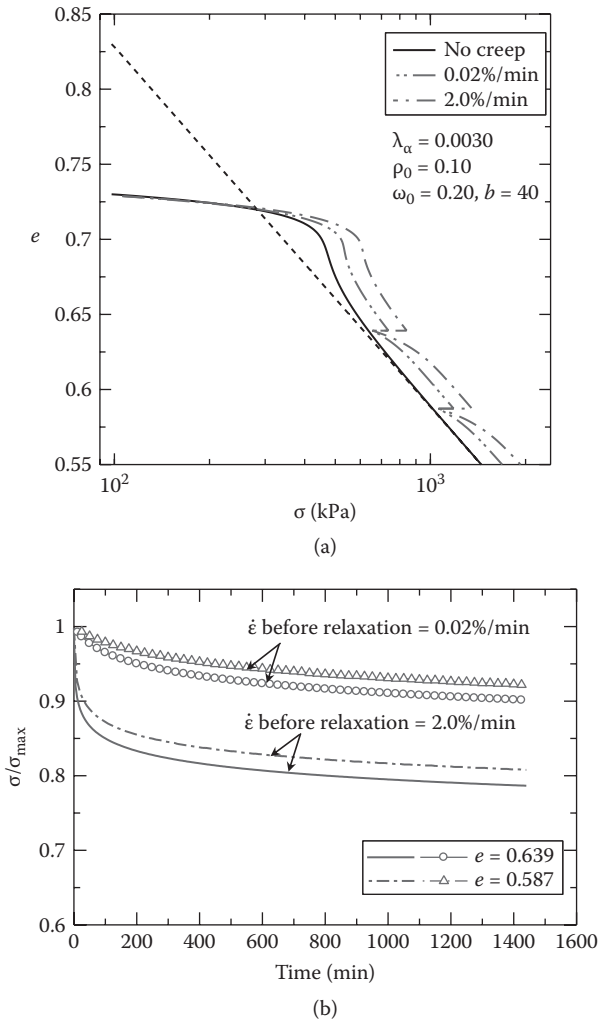 0.85
0.8
0.75
0.7
0.65
0.6
0.55
e
No creep
0.02%/min
2.0%/min
λα = 0.0030
ρ0 = 0.10
ω0 = 0.20, b = 40
10²
10³
σ (kPa)
(a)
1
0.9
0.8
0.7
0.6
σ/σmax
ε̇ before relaxation = 0.02%/min
ε̇ before relaxation = 2.0%/min
e = 0.639
e = 0.587
0 200 400 600 800 1000 1200 1400 1600
Time (min)
(b)